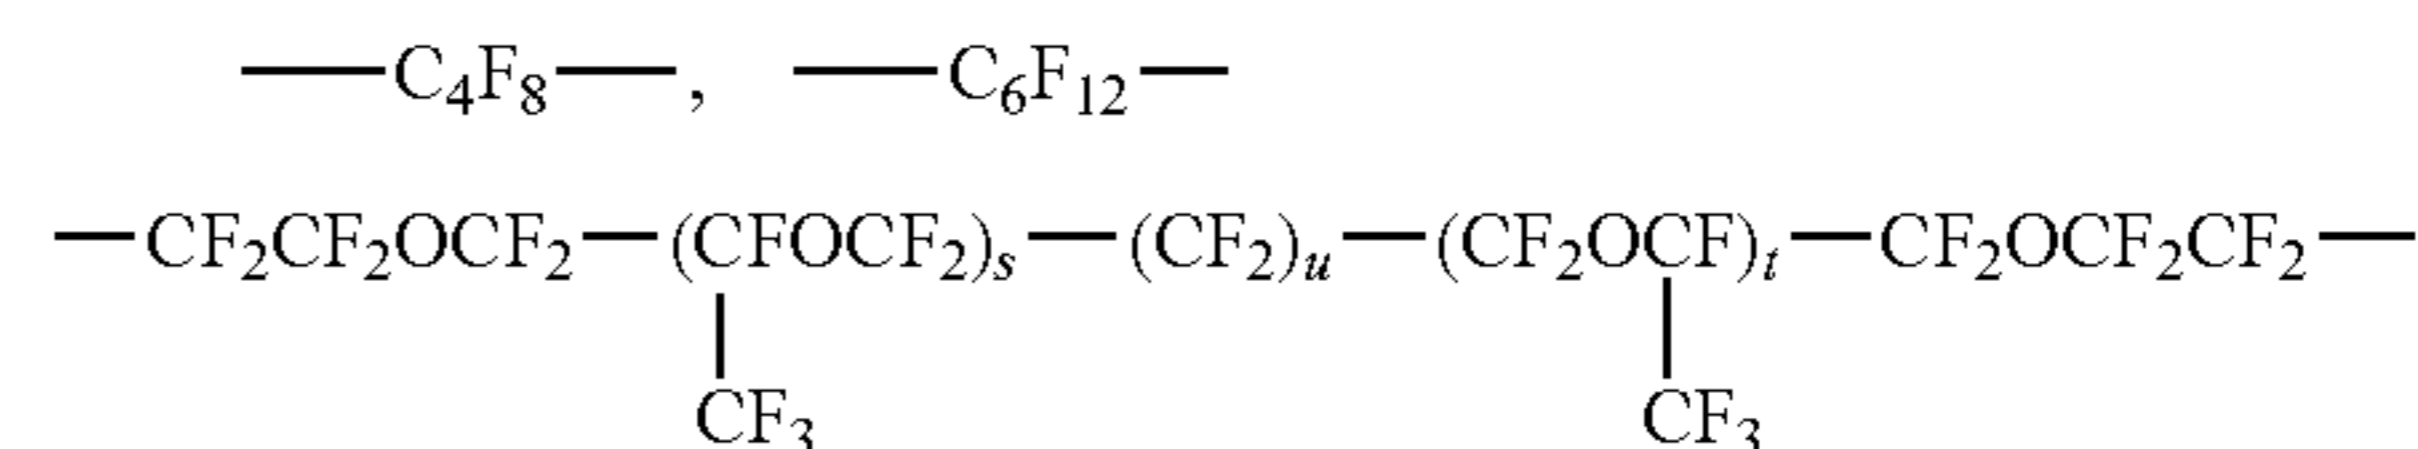 —C₄F₈—, —C₆F₁₂—
—CF₂CF₂OCF₂—(CFOCF₂)ₛ—(CF₂)ᵤ—(CF₂OCF)ₜ—CF₂OCF₂CF₂—
CF₃ CF₃